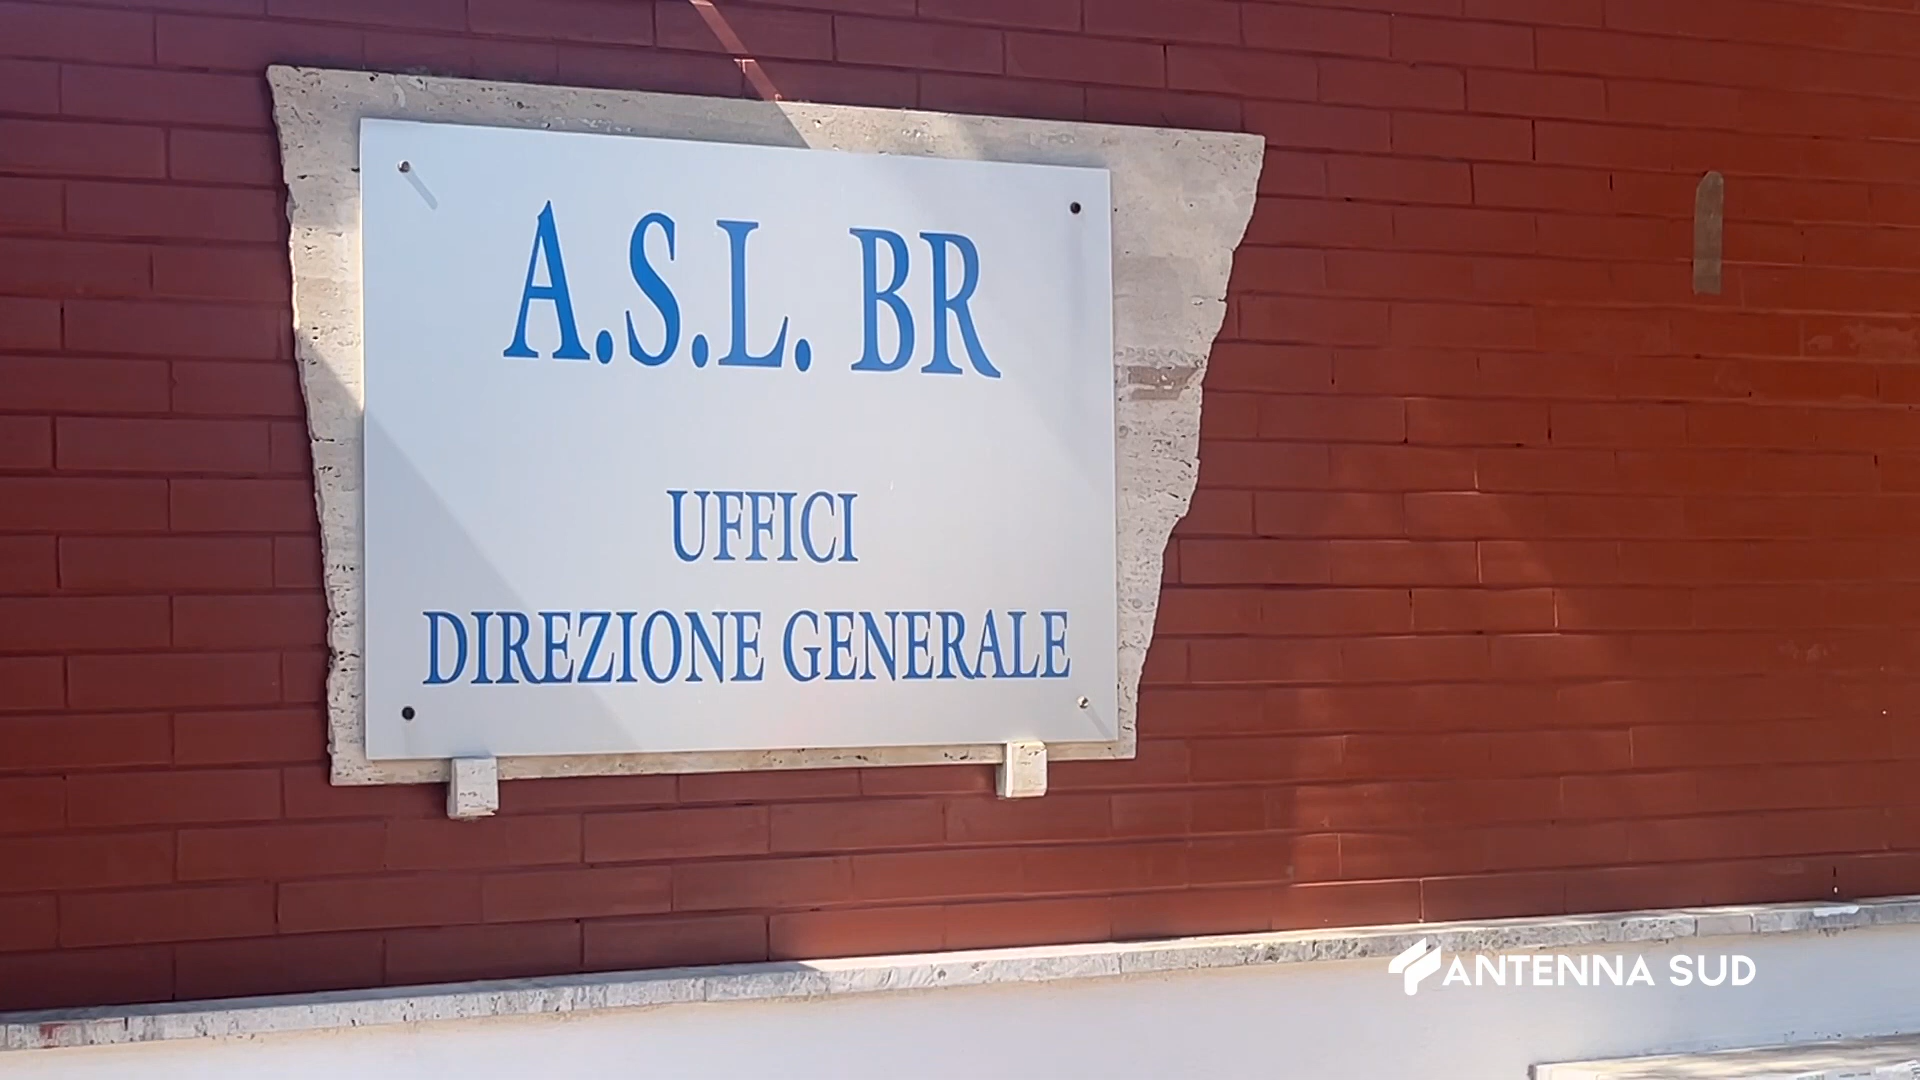 A.S.L. BR
UFFICI
DIREZIONE GENERALE
ANTENNA SUD